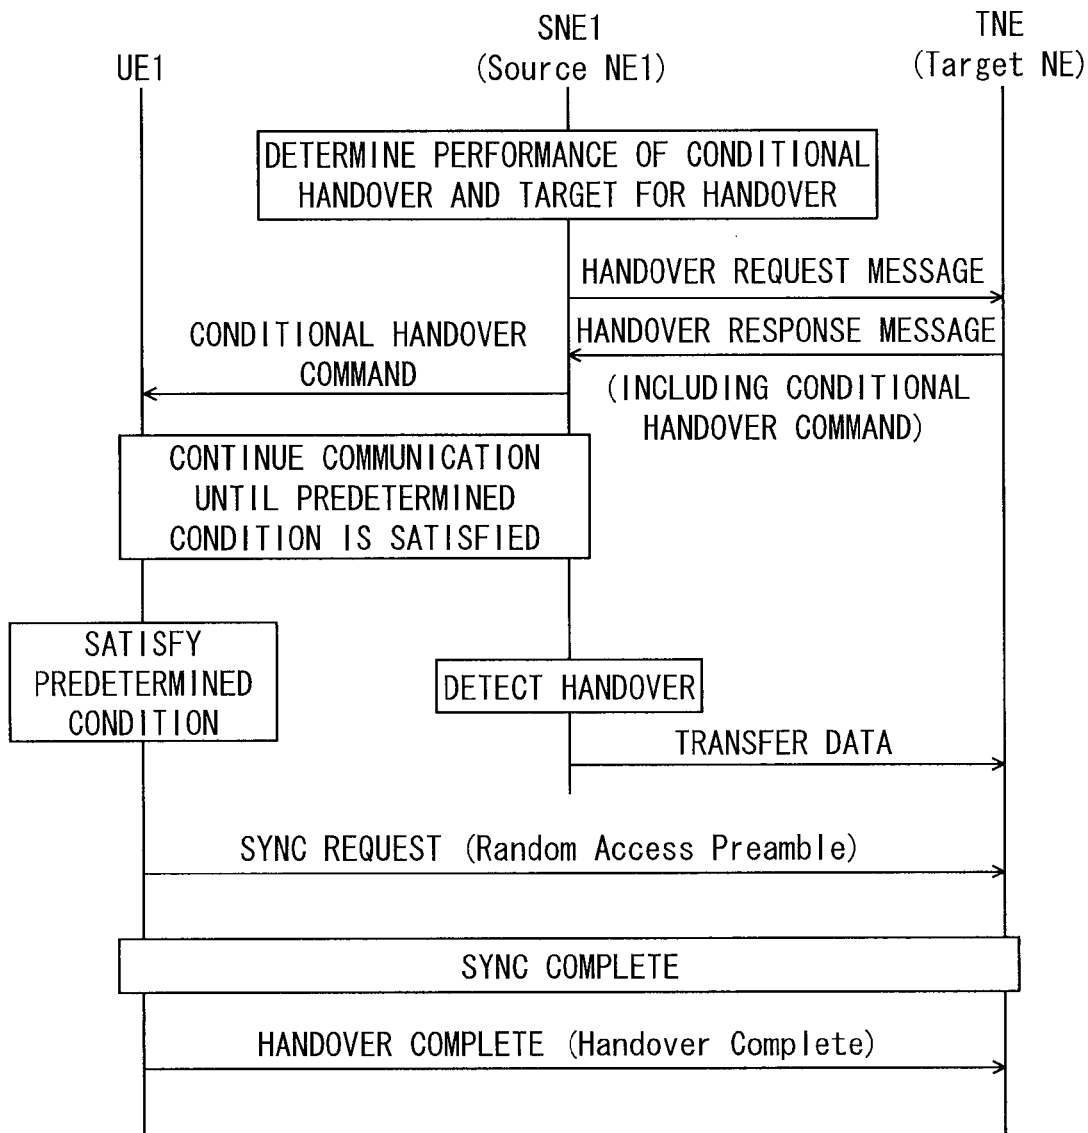 UE1
SNE1
(Source NE1)
TNE
(Target NE)
DETERMINE PERFORMANCE OF CONDITIONAL
HANDOVER AND TARGET FOR HANDOVER
HANDOVER REQUEST MESSAGE
HANDOVER RESPONSE MESSAGE
(INCLUDING CONDITIONAL
HANDOVER COMMAND)
CONDITIONAL HANDOVER
COMMAND
CONTINUE COMMUNICATION
UNTIL PREDETERMINED
CONDITION IS SATISFIED
SATISFY
PREDETERMINED
CONDITION
DETECT HANDOVER
TRANSFER DATA
SYNC REQUEST (Random Access Preamble)
SYNC COMPLETE
HANDOVER COMPLETE (Handover Complete)